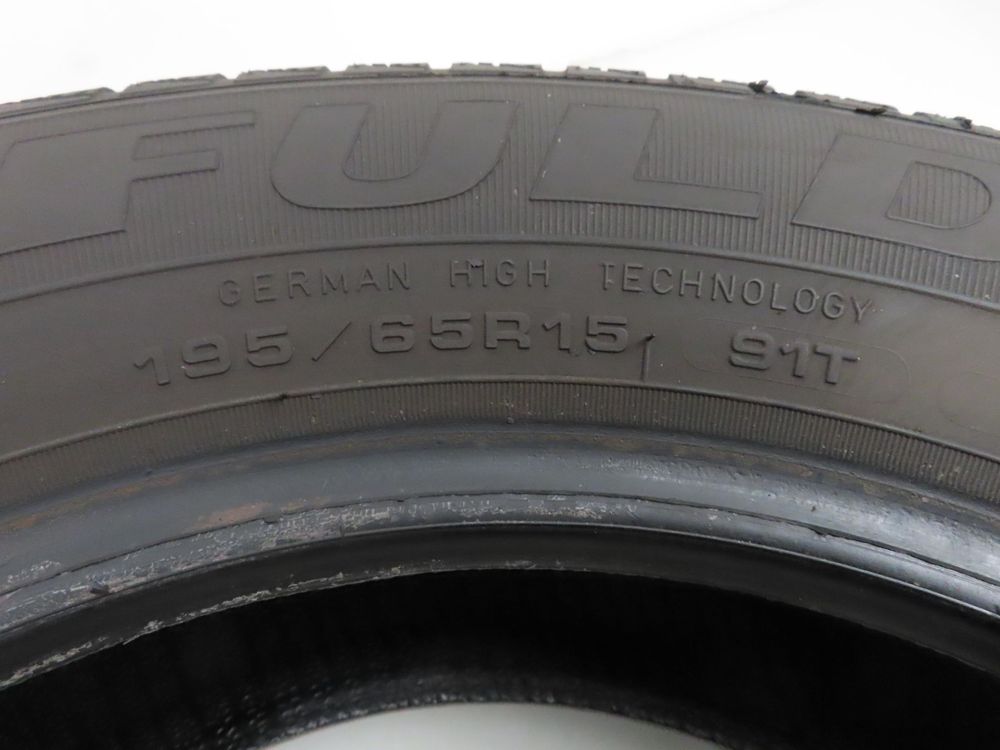 FULD
GERMAN HIGH TECHNOLOGY
195/65R15 91T